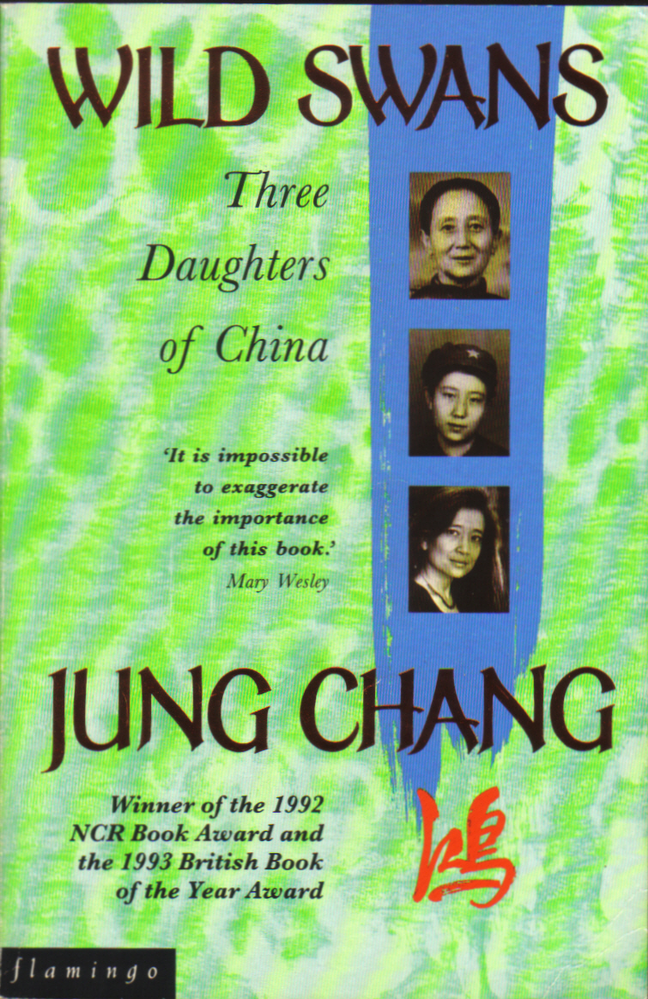 WILD SWANS
Three
Daughters
of China
‘It is impossible
to exaggerate
the importance
of this book.’
Mary Wesley
JUNG CHANG
Winner of the 1992
NCR Book Award and
the 1993 British Book
of the Year Award
鴻
flamingo